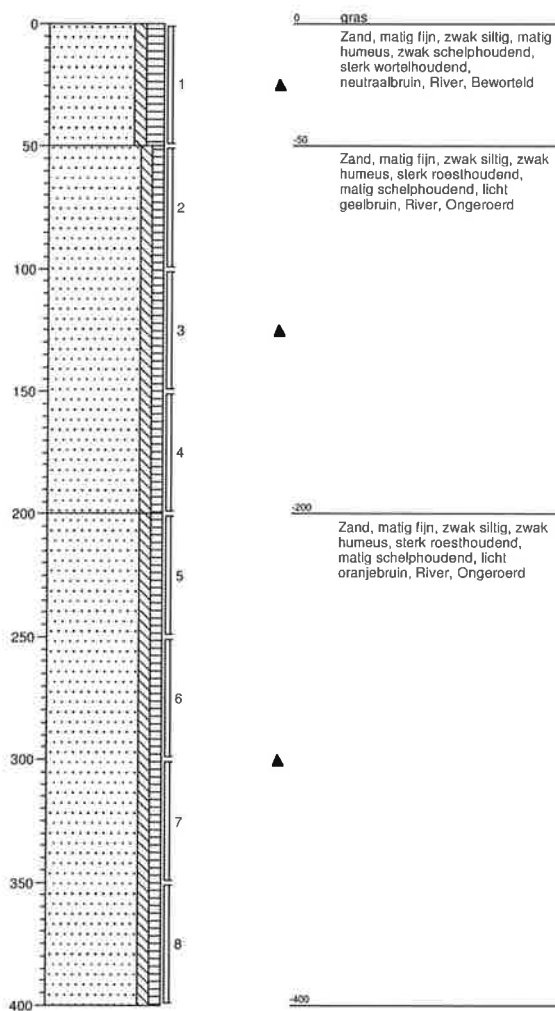 0
50
100
150
200
250
300
350
400
1
2
3
4
5
6
7
8
0 gras
Zand, matig fijn, zwak siltig, matig
humeus, zwak schelphoudend,
sterk wortelhoudend,
neutraalbruin, River, Beworteld
-50
Zand, matig fijn, zwak siltig, zwak
humeus, sterk roesthoudend,
matig schelphoudend, licht
geelbruin, River, Ongeroerd
-200
Zand, matig fijn, zwak siltig, zwak
humeus, sterk roesthoudend,
matig schelphoudend, licht
oranjebruin, River, Ongeroerd
-400